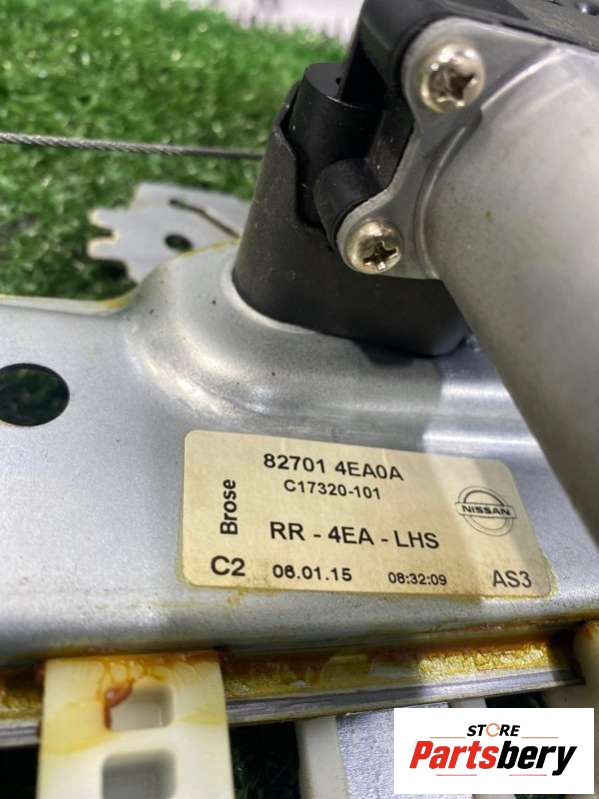 82701 4EA0A
C17320-101
Brose
NISSAN
RR - 4EA - LHS
C2 06.01.15 08:32:09 AS3
STORE
Partsbery